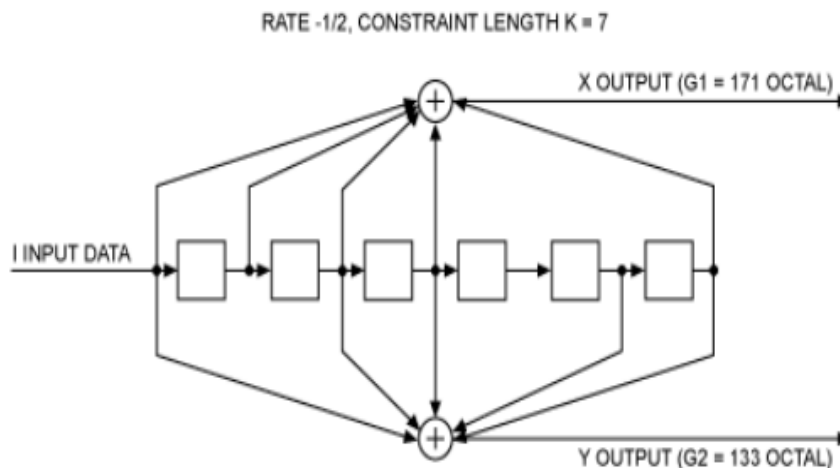 RATE -1/2, CONSTRAINT LENGTH K = 7
X OUTPUT (G1 = 171 OCTAL)
I INPUT DATA
Y OUTPUT (G2 = 133 OCTAL)